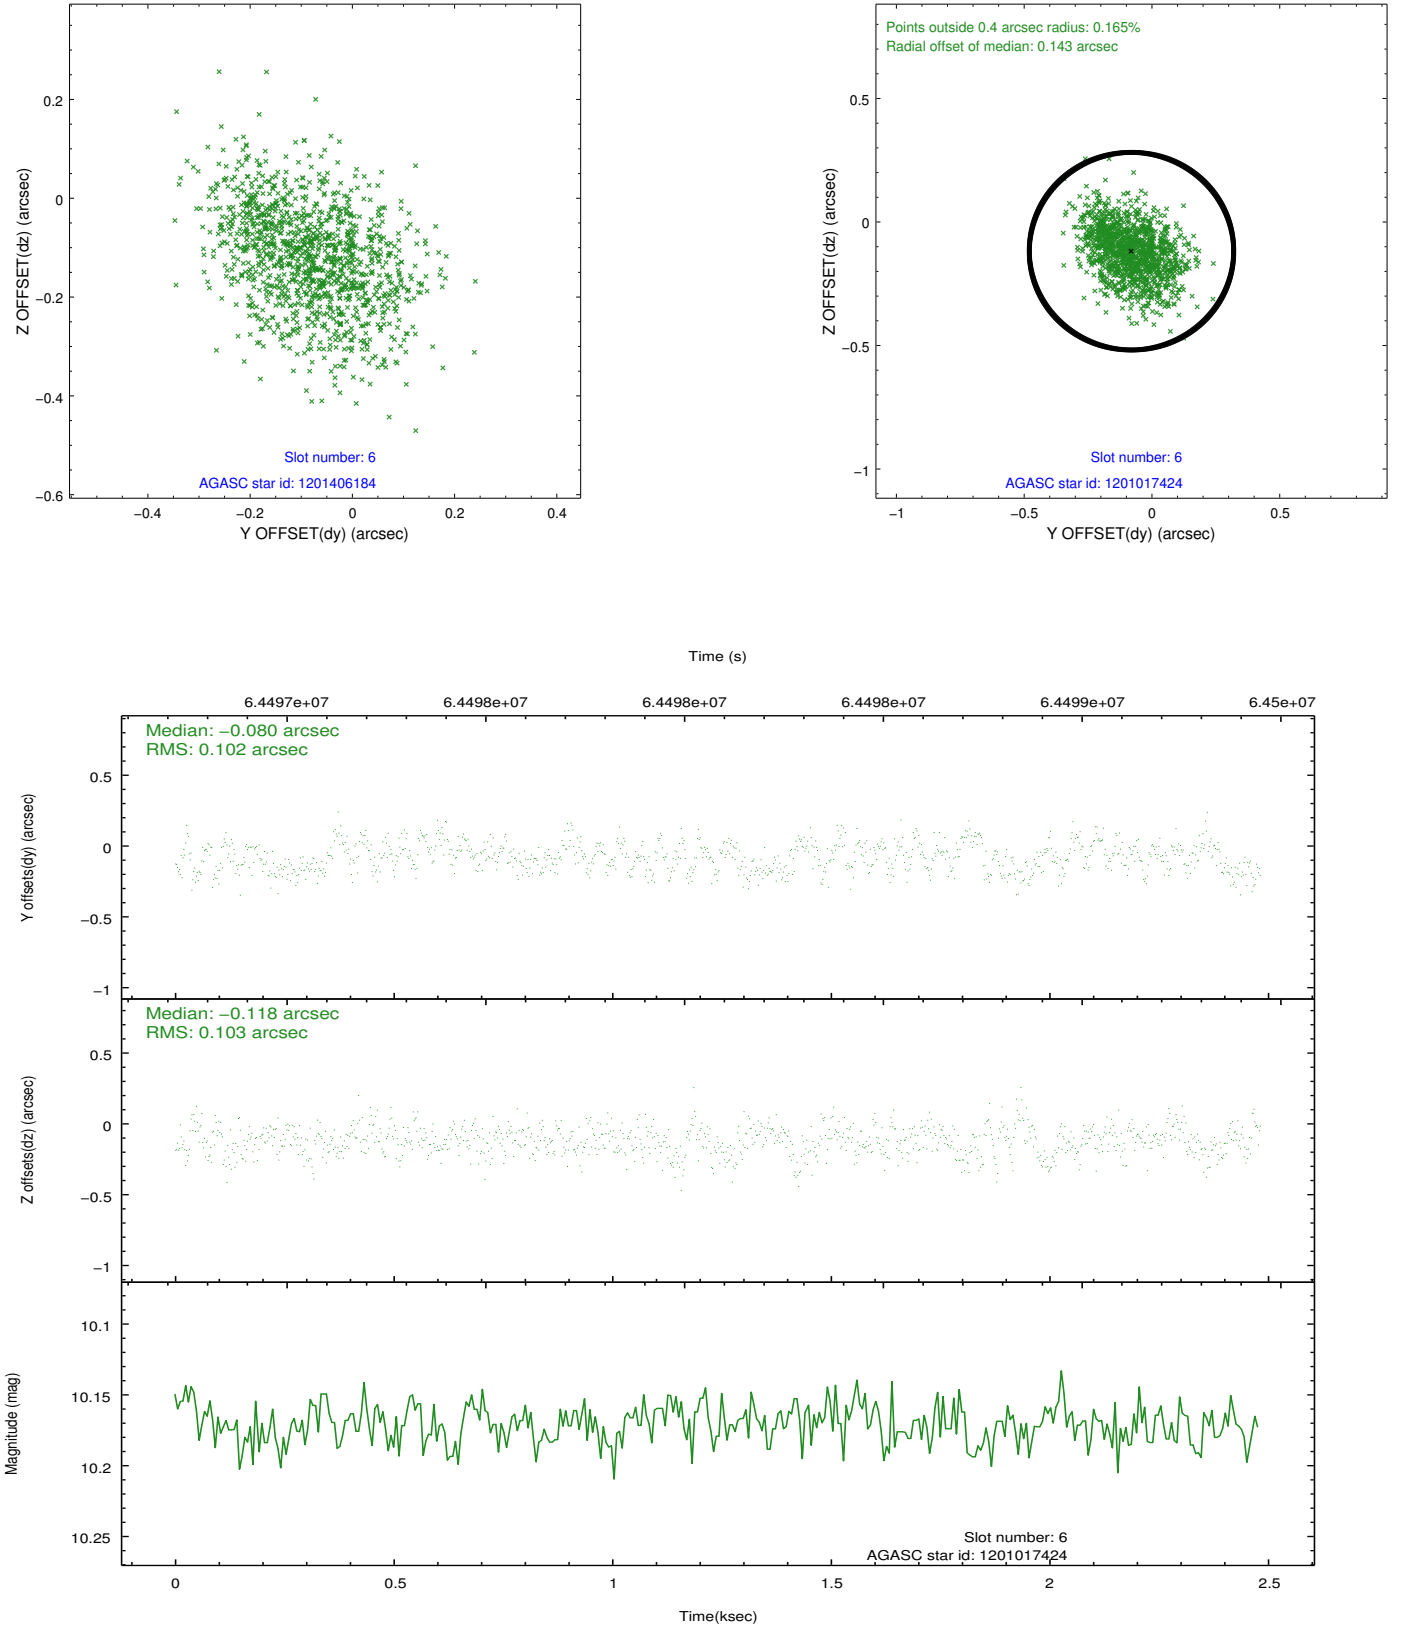 0.2
0
−0.2
−0.4
−0.6
Z OFFSET(dz) (arcsec)
Slot number: 6
AGASC star id: 1201406184
−0.4 −0.2 0 0.2 0.4
Y OFFSET(dy) (arcsec)
Points outside 0.4 arcsec radius: 0.165%
Radial offset of median: 0.143 arcsec
0.5
0
−0.5
−1
Z OFFSET(dz) (arcsec)
Slot number: 6
AGASC star id: 1201017424
−1 −0.5 0 0.5
Y OFFSET(dy) (arcsec)
Time (s)
6.4497e+07 6.4498e+07 6.4498e+07 6.4498e+07 6.4499e+07 6.45e+07
Median: −0.080 arcsec
RMS: 0.102 arcsec
0.5
0
−0.5
−1
Y offsets(dy) (arcsec)
Median: −0.118 arcsec
RMS: 0.103 arcsec
0.5
0
−0.5
−1
Z offsets(dz) (arcsec)
10.1
10.15
10.2
10.25
Magnitude (mag)
Slot number: 6
AGASC star id: 1201017424
0 0.5 1 1.5 2 2.5
Time(ksec)